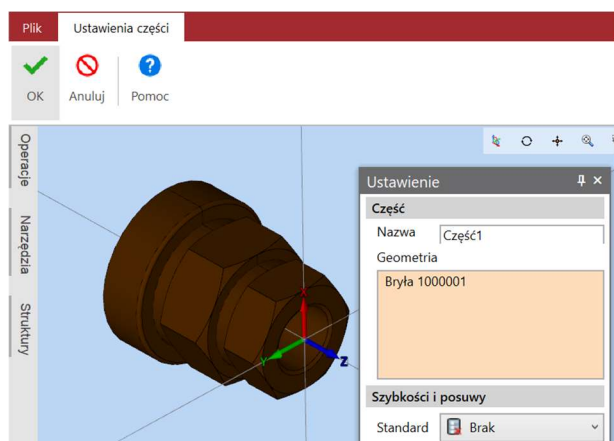 Plik Ustawienia części
OK Anuluj Pomoc
Operacje
Narzędzia
Struktury
Ustawienie
Część
Nazwa Część1
Geometria
Bryła 1000001
Szybkości i posuwy
Standard Brak
X
Y
Z